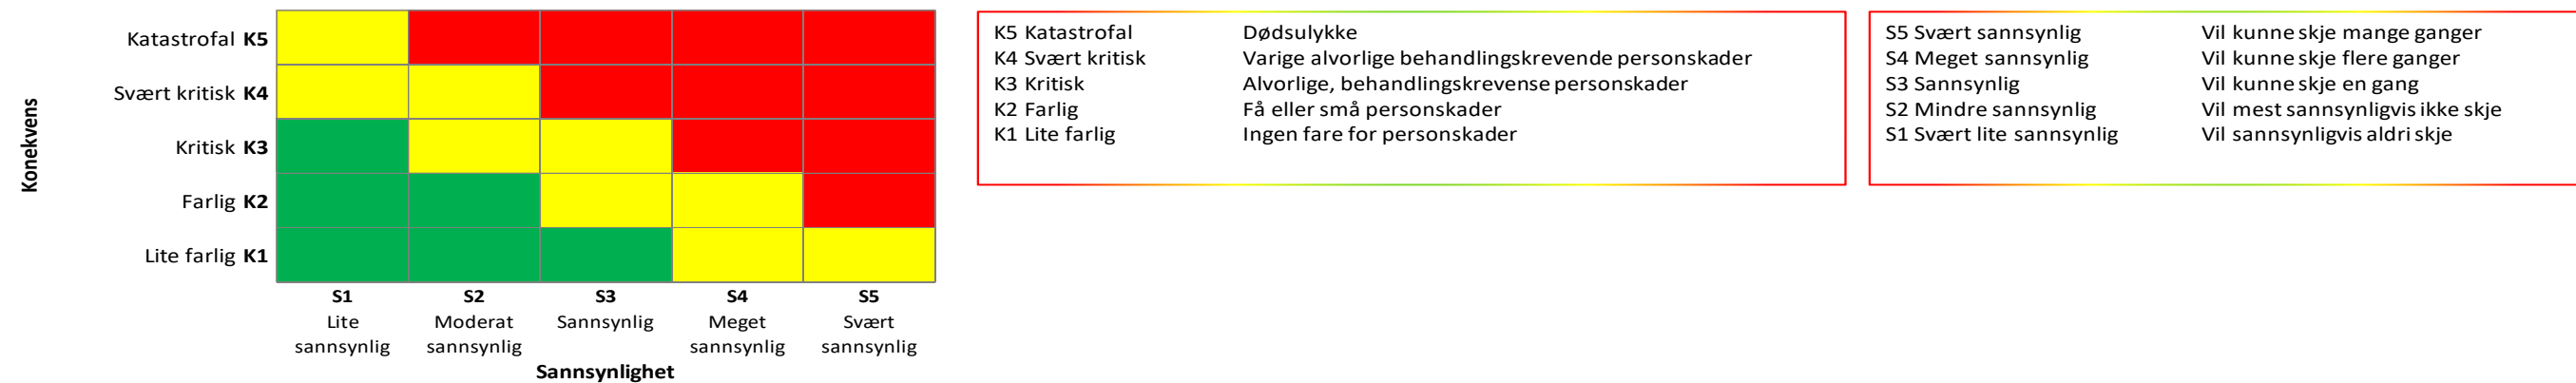 Konekvens
Katastrofal K5
Svært kritisk K4
Kritisk K3
Farlig K2
Lite farlig K1
S1 S2 S3 S4 S5
Lite Moderat Sannsynlig Meget Svært
sannsynlig sannsynlig sannsynlig sannsynlig
Sannsynlighet
K5 Katastrofal Dødsulykke
K4 Svært kritisk Varige alvorlige behandlingskrevende personskader
K3 Kritisk Alvorlige, behandlingskrevense personskader
K2 Farlig Få eller små personskader
K1 Lite farlig Ingen fare for personskader
S5 Svært sannsynlig Vil kunne skje mange ganger
S4 Meget sannsynlig Vil kunne skje flere ganger
S3 Sannsynlig Vil kunne skje en gang
S2 Mindre sannsynlig Vil mest sannsynligvis ikke skje
S1 Svært lite sannsynlig Vil sannsynligvis aldri skje